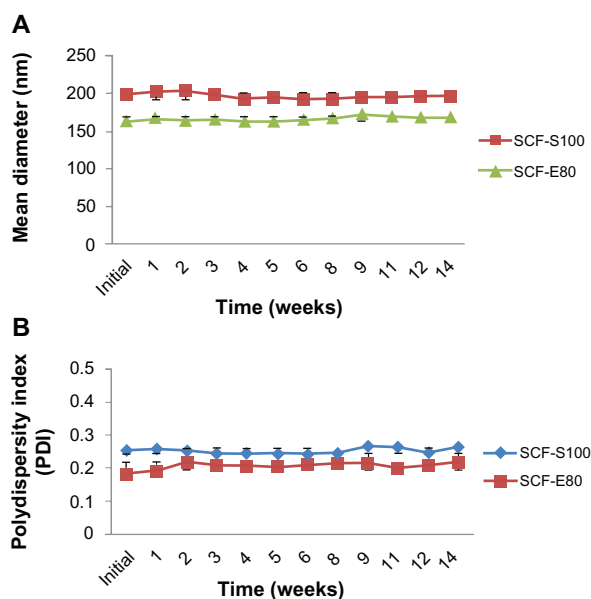 A
Mean diameter (nm)
250
200
150
100
50
0
Initial 1 2 3 4 5 6 8 9 11 12 14
Time (weeks)
SCF-S100
SCF-E80
B
Polydispersity index
(PDI)
0.5
0.4
0.3
0.2
0.1
0
Initial 1 2 3 4 5 6 8 9 11 12 14
Time (weeks)
SCF-S100
SCF-E80